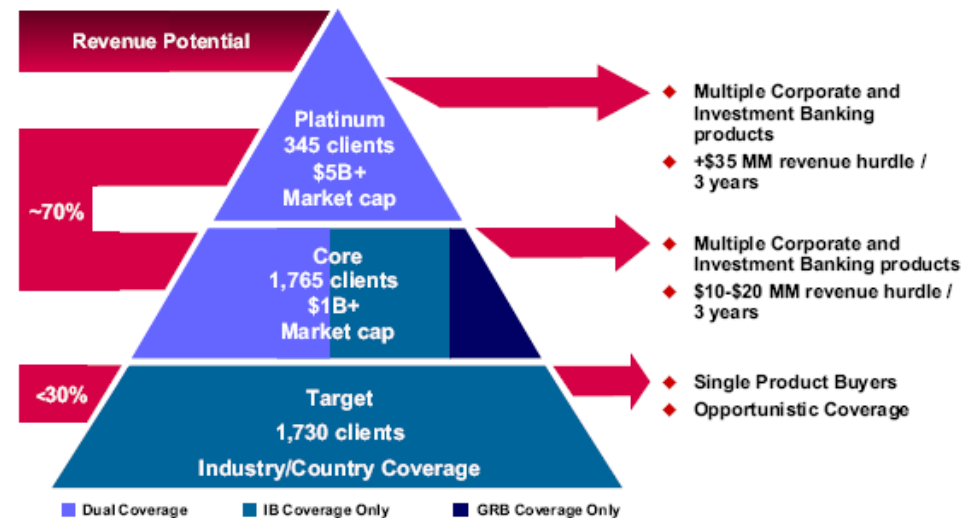 Revenue Potential
Platinum
345 clients
$5B+
Market cap
◆ Multiple Corporate and
Investment Banking
products
◆ +$35 MM revenue hurdle /
3 years
~70%
Core
1,765 clients
$1B+
Market cap
◆ Multiple Corporate and
Investment Banking products
◆ $10-$20 MM revenue hurdle /
3 years
<30%
Target
1,730 clients
Industry/Country Coverage
◆ Single Product Buyers
◆ Opportunistic Coverage
Dual Coverage
IB Coverage Only
GRB Coverage Only